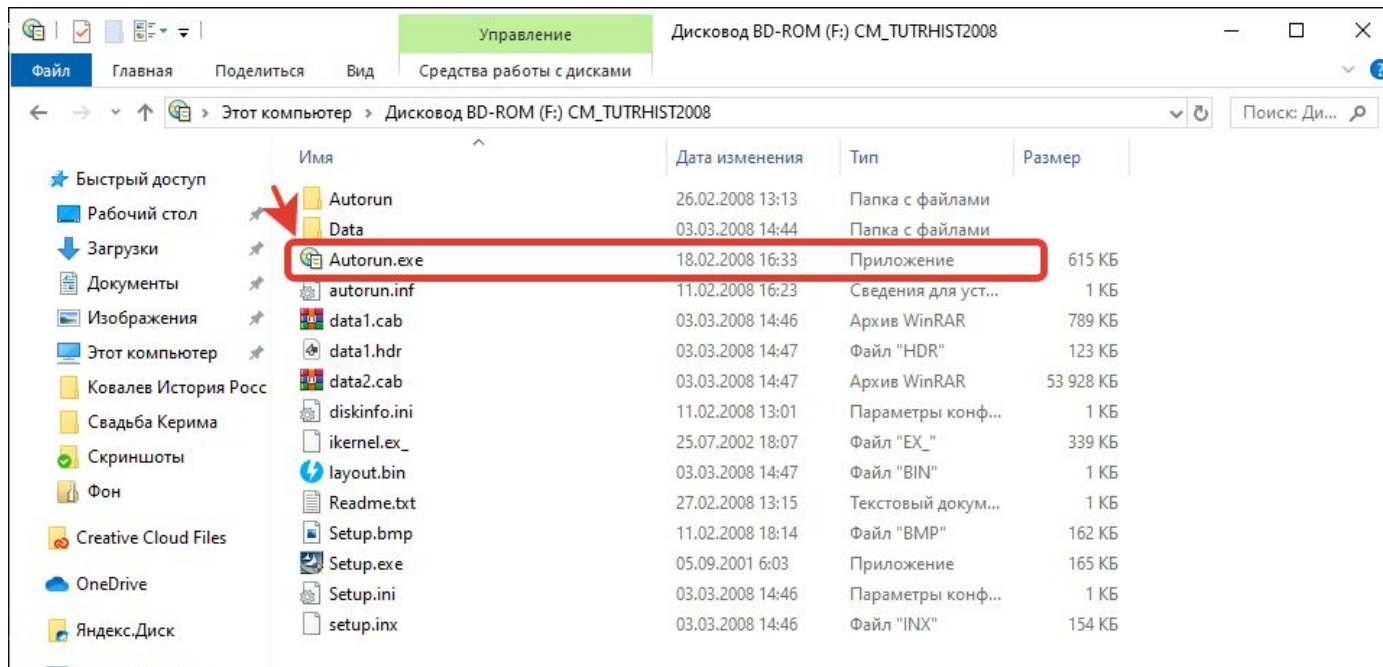 Управление
Дисковод BD-ROM (F:) CM_TUTRHIST2008
Файл Главная Поделиться Вид Средства работы с дисками
Этот компьютер > Дисковод BD-ROM (F:) CM_TUTRHIST2008 Поиск: Ди...
Имя Дата изменения Тип Размер
Быстрый доступ
Рабочий стол
Загрузки
Документы
Изображения
Этот компьютер
Ковалев История Росс
Свадьба Керима
Скриншоты
Фон
Creative Cloud Files
OneDrive
Яндекс.Диск
Autorun 26.02.2008 13:13 Папка с файлами
Data 03.03.2008 14:44 Папка с файлами
Autorun.exe 18.02.2008 16:33 Приложение 615 КБ
autorun.inf 11.02.2008 16:23 Сведения для уст... 1 КБ
data1.cab 03.03.2008 14:46 Архив WinRAR 789 КБ
data1.hdr 03.03.2008 14:47 Файл "HDR" 123 КБ
data2.cab 03.03.2008 14:47 Архив WinRAR 53 928 КБ
diskinfo.ini 11.02.2008 13:01 Параметры конф... 1 КБ
ikernel.ex_ 25.07.2002 18:07 Файл "EX_" 339 КБ
layout.bin 03.03.2008 14:47 Файл "BIN" 1 КБ
Readme.txt 27.02.2008 13:15 Текстовый докум... 1 КБ
Setup.bmp 11.02.2008 18:14 Файл "BMP" 162 КБ
Setup.exe 05.09.2001 6:03 Приложение 165 КБ
Setup.ini 03.03.2008 14:46 Параметры конф... 1 КБ
setup.inx 03.03.2008 14:46 Файл "INX" 154 КБ